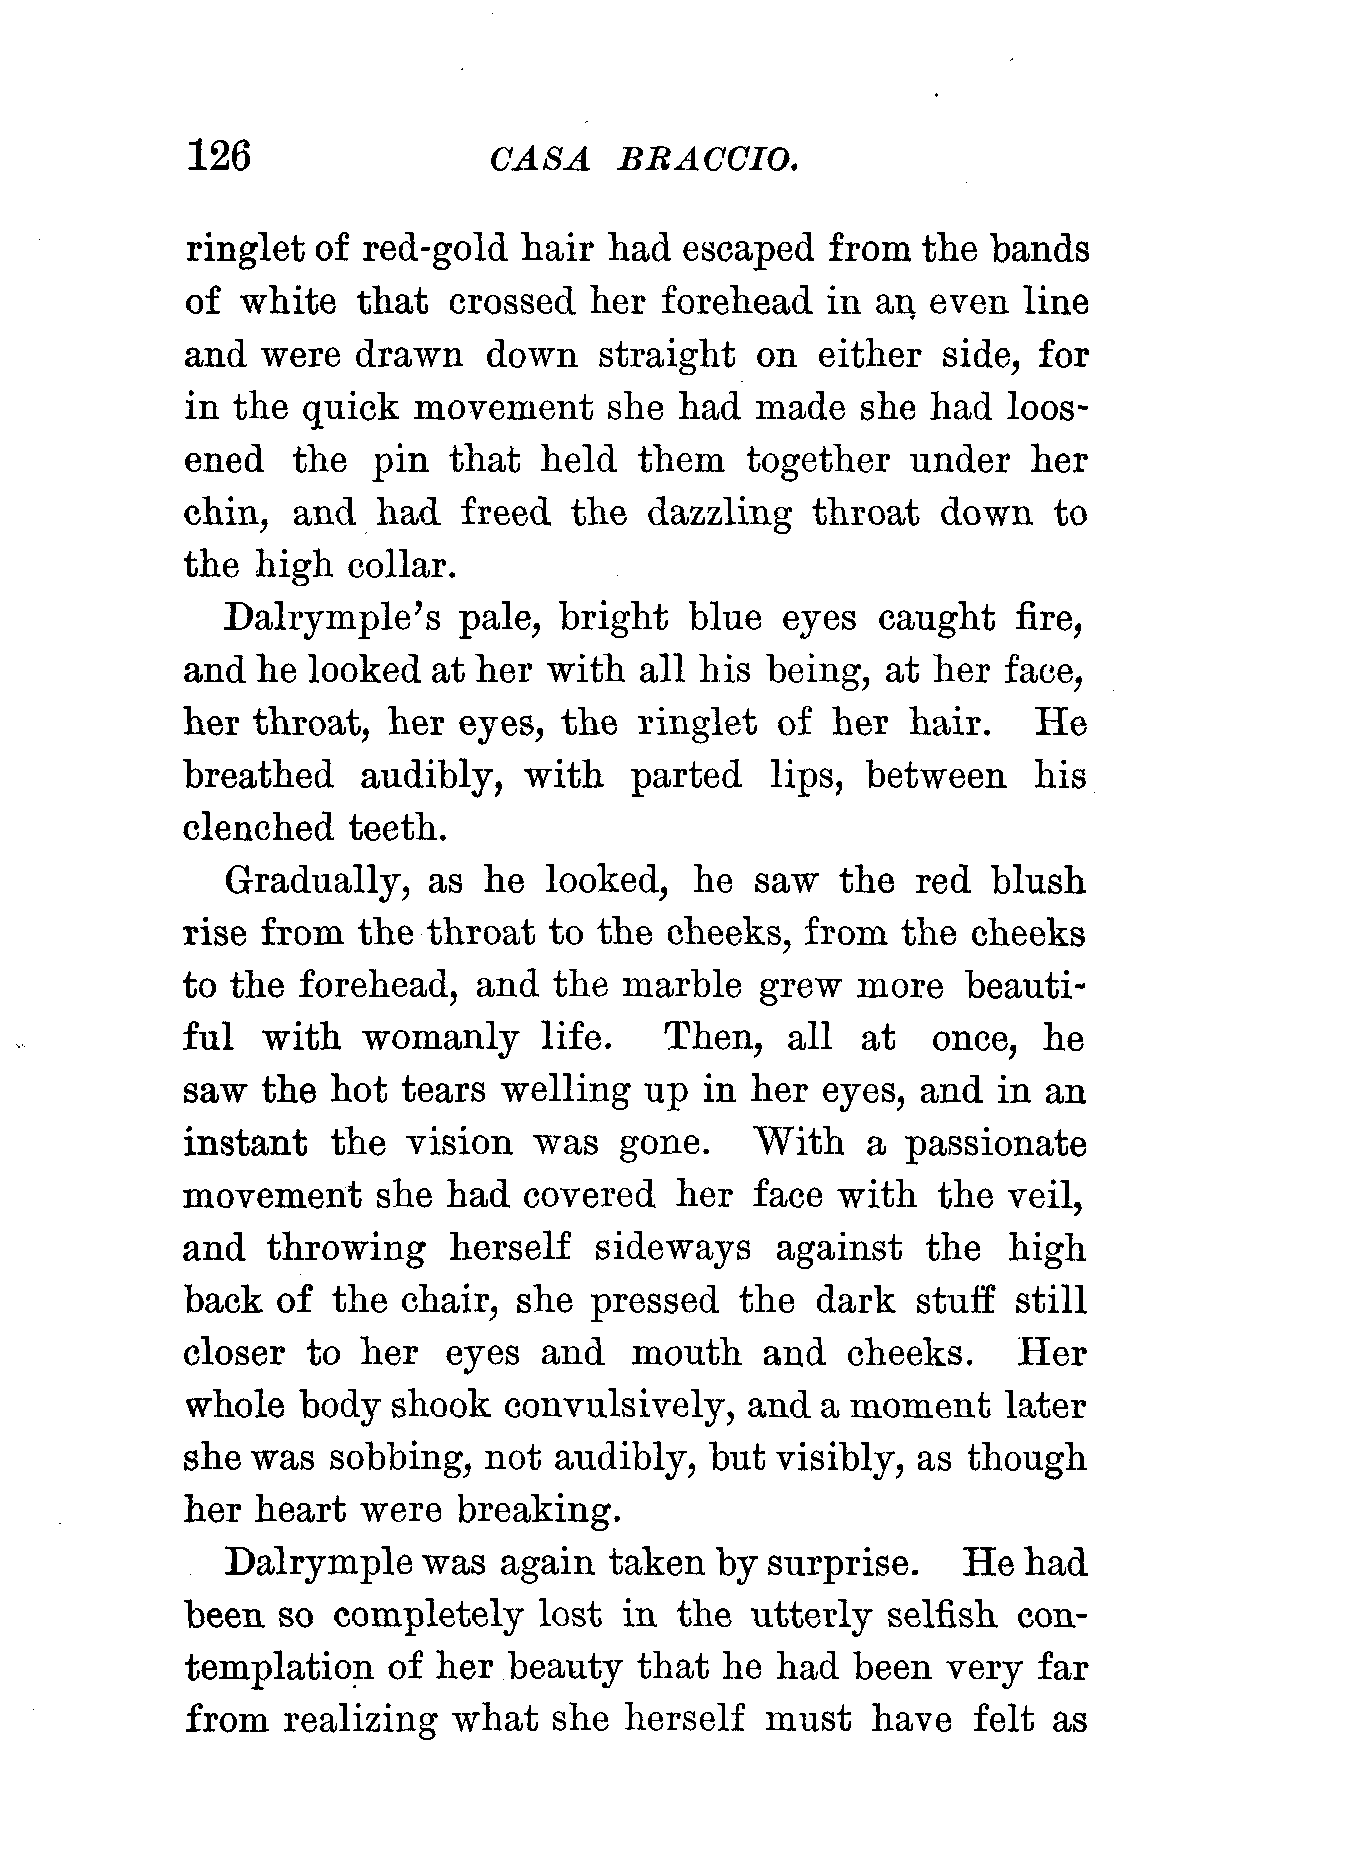 126 CASA BRACCIO.
ringlet of red-gold hair had escaped from the bands
of white that crossed her forehead in an even line
and were drawn down straight on either side, for
in the quick movement she had made she had loos-
ened the pin that held them together under her
chin, and had freed the dazzling throat down to
the high collar.
Dalrymple's pale, bright blue eyes caught fire,
and he looked at her with all his being, at her face,
her throat, her eyes, the ringlet of her hair. He
breathed audibly, with parted lips, between his
clenched teeth.
Gradually, as he looked, he saw the red blush
rise from the throat to the cheeks, from the cheeks
to the forehead, and the marble grew more beauti-
ful with womanly life. Then, all at once, he
saw the hot tears welling up in her eyes, and in an
instant the vision was gone. With a passionate
movement she had covered her face with the veil,
and throwing herself sideways against the high
back of the chair, she pressed the dark stuff still
closer to her eyes and mouth and cheeks. Her
whole body shook convulsively, and a moment later
she was sobbing, not audibly, but visibly, as though
her heart were breaking.
Dalrymple was again taken by surprise. He had
been so completely lost in the utterly selfish con-
templation of her beauty that he had been very far
from realizing what she herself must have felt as